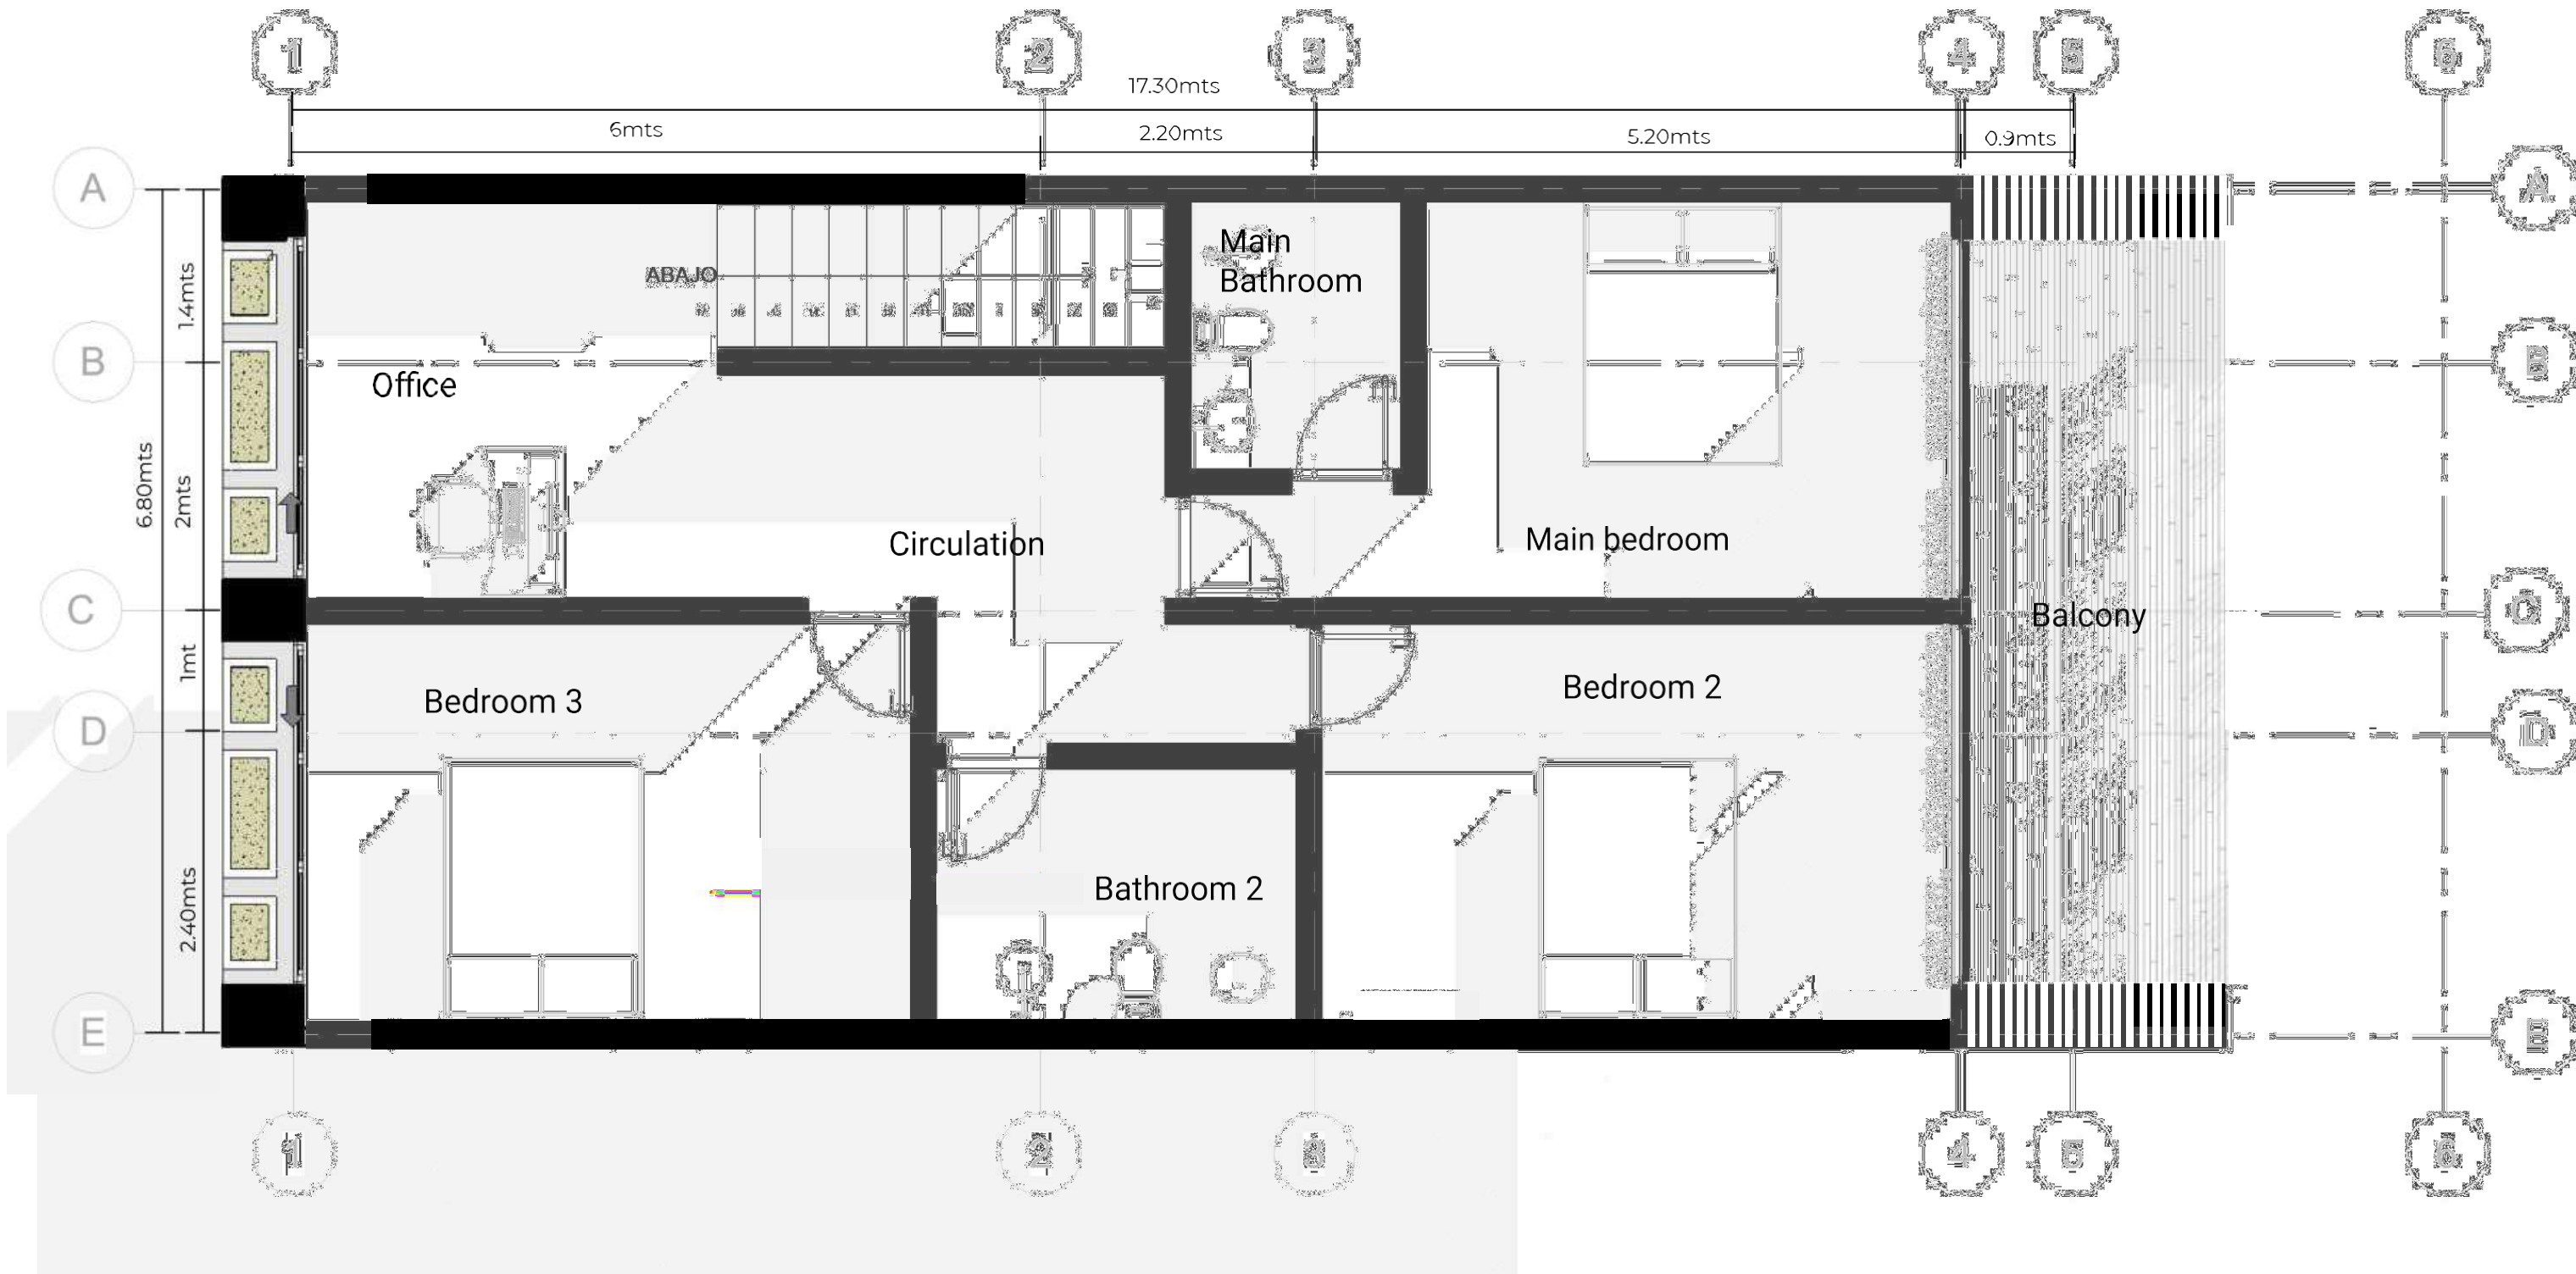 1 2 3 4 5 6
17.30mts
6mts 2.20mts 5.20mts 0.9mts
A A
1.4mts
Main
Bathroom
ABAJO
B B
Office
6.80mts
2mts
Circulation
Main bedroom
C
Balcony
1mt
Bedroom 3
Bedroom 2
D D
2.40mts
Bathroom 2
E E
1 2 3 4 5 6